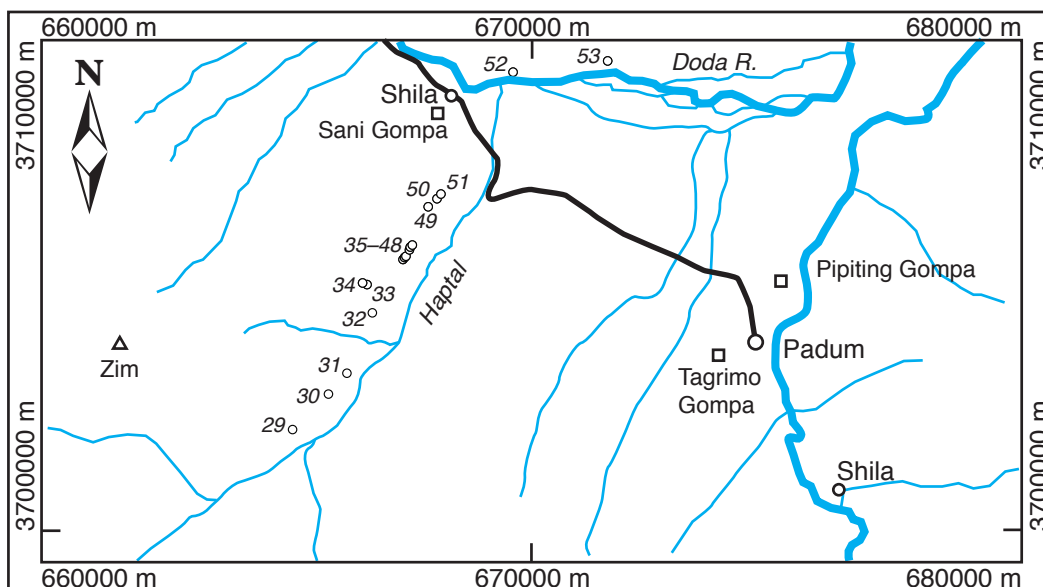 660000 m
670000 m
680000 m
3710000 m
3710000 m
N
52
53
Doda R.
Shila
Sani Gompa
50
51
49
35–48
Haptal
34
33
32
Pipiting Gompa
Zim
31
30
29
Padum
Tagrimo
Gompa
Shila
3700000 m
3700000 m
660000 m
670000 m
680000 m